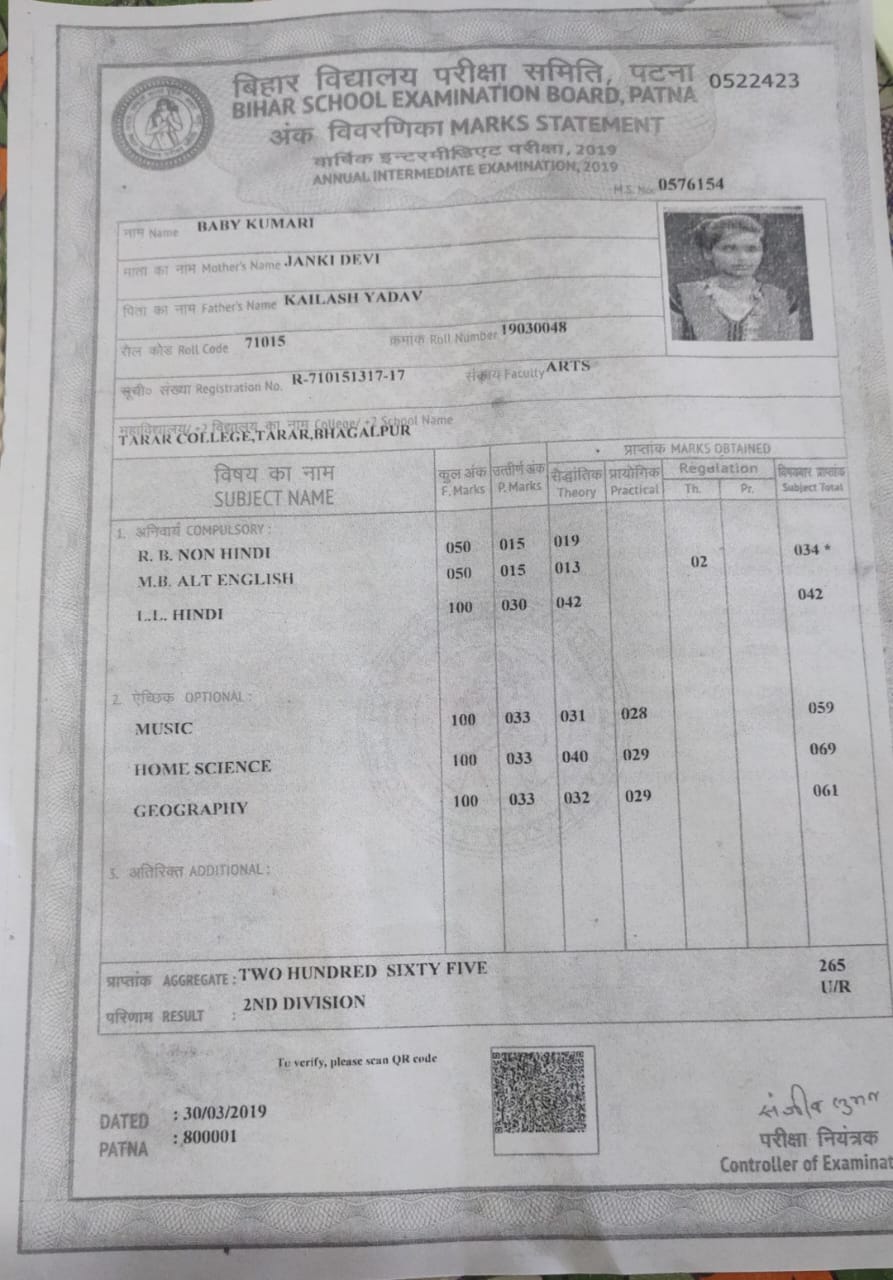 बिहार विद्यालय परीक्षा समिति, पटना 0522423
BIHAR SCHOOL EXAMINATION BOARD, PATNA
अंक विवरणिका MARKS STATEMENT
वार्षिक इन्टरमीडिएट परीक्षा, 2019
ANNUAL INTERMEDIATE EXAMINATION, 2019
M.S. No. 0576154
नाम Name BABY KUMARI
माता का नाम Mother's Name JANKI DEVI
पिता का नाम Father's Name KAILASH YADAV
रौल कोड Roll Code 71015 क्रमांक Roll Number 19030048
सूची० संख्या Registration No. R-710151317-17 संकाय Faculty ARTS
महाविद्यालय/ +2 विद्यालय का नाम College/ +2 School Name
TARAR COLLEGE,TARAR,BHAGALPUR
विषय का नाम SUBJECT NAME कुल अंक F. Marks उत्तीर्ण अंक P. Marks प्राप्तांक MARKS OBTAINED
सैद्धांतिक Theory प्रायोगिक Practical Regulation Th. Pr. विषयवार प्राप्तांक Subject Total
1. अनिवार्य COMPULSORY :
R. B. NON HINDI 050 015 019 034 *
M.B. ALT ENGLISH 050 015 013 02
L.L. HINDI 100 030 042 042
2. ऐच्छिक OPTIONAL :
MUSIC 100 033 031 028 059
HOME SCIENCE 100 033 040 029 069
GEOGRAPHY 100 033 032 029 061
3. अतिरिक्त ADDITIONAL :
प्राप्तांक AGGREGATE : TWO HUNDRED SIXTY FIVE 265
U/R
परिणाम RESULT : 2ND DIVISION
To verify, please scan QR code
DATED : 30/03/2019
PATNA : 800001
परीक्षा नियंत्रक
Controller of Examinat